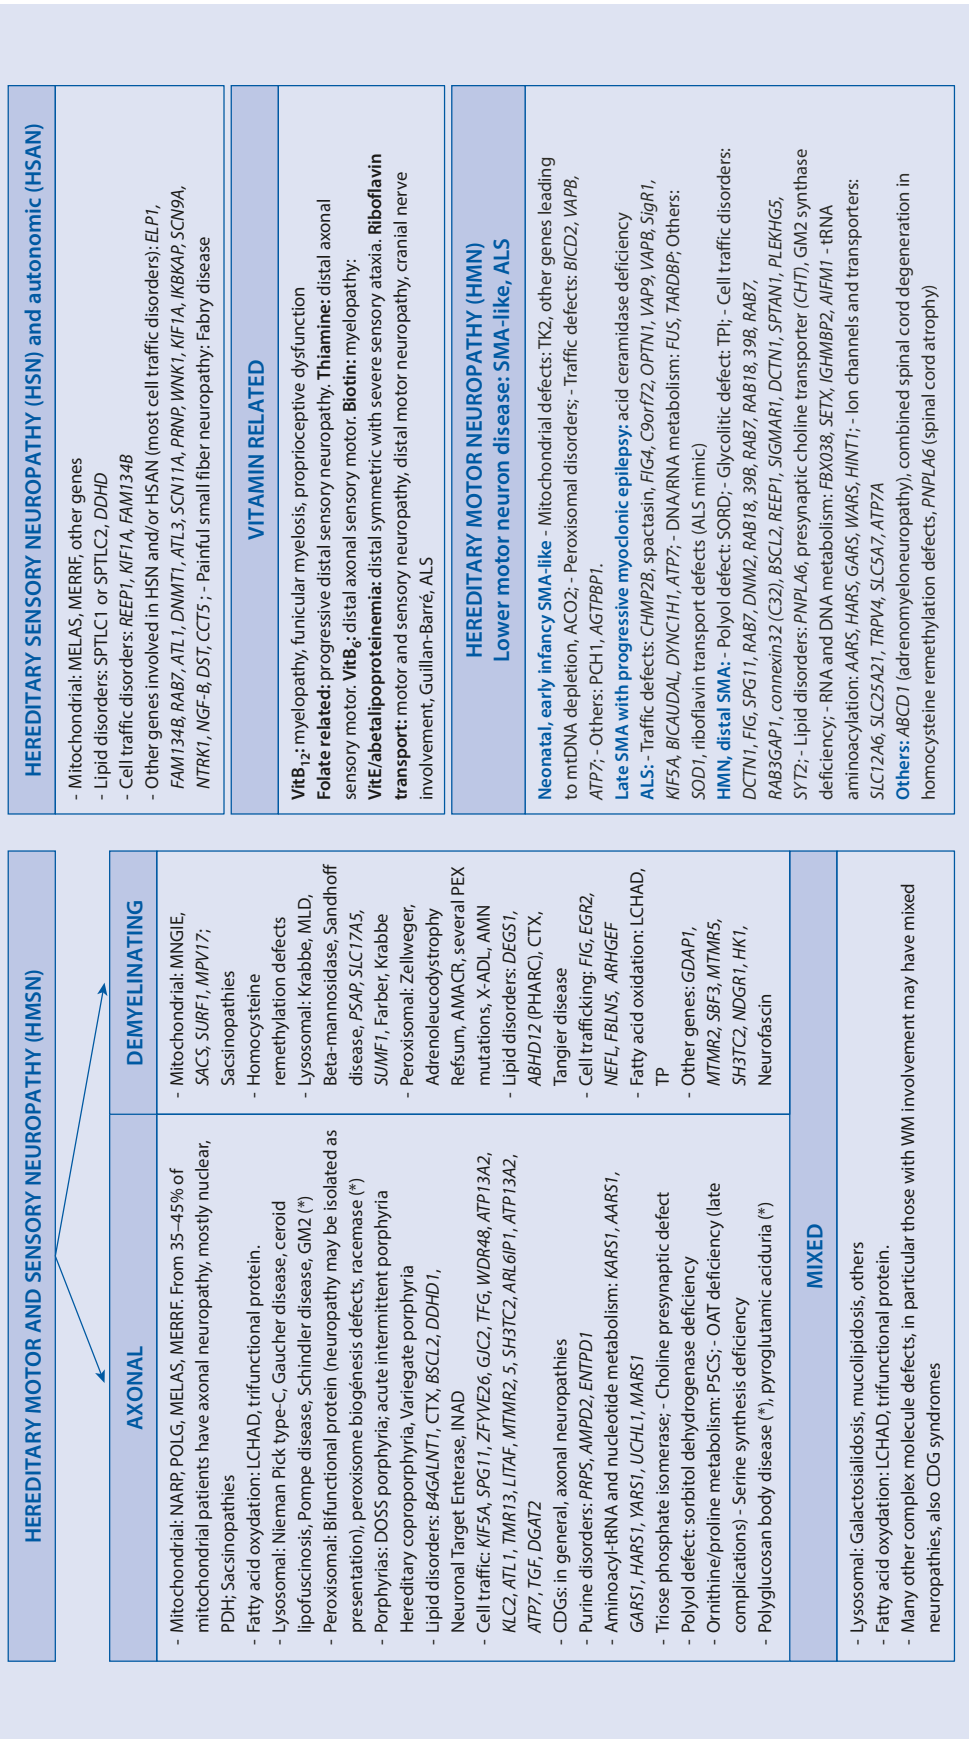 HEREDITARY MOTOR AND SENSORY NEUROPATHY (HMSN)
AXONAL
- Mitochondrial: NARP, POLG, MELAS, MERRF. From 35–45% of
mitochondrial patients have axonal neuropathy, mostly nuclear,
PDH; Sacsinopathies
- Fatty acid oxydation: LCHAD, trifunctional protein.
- Lysosomal: Nieman Pick type-C, Gaucher disease, ceroid
lipofuscinosis, Pompe disease, Schinder disease, GM2 (*)
- Peroxisomal: Bifunctional protein (neuropathy may be isolated as
presentation), peroxisome biogénesis defects, racemase (*)
- Porphyrias: DOSS porphyria; acute intermittent porphyria
Hereditary coproporphyria, Variegate porphyria
- Lipid disorders: B4GALNT1, CTX, BSCL2, DDHD1,
Neuronal Target Enterase, INAD
- Cell traffic: KIF5A, SPG11, ZFYVE26, GJC2, TFG, WDR48, ATP13A2,
KLC2, ATL1, TMR13, LITAF, MTMR2, 5, SH3TC2, ARL6IP1, ATP13A2,
ATP7, TGF, DGAT2
- CDGs: in general, axonal neuropathies
- Purine disorders: PRPS, AMPD2, ENTPD1
- Aminoacyl-tRNA and nucleotide metabolism: KARS1, AARS1,
GARS1, HARS1, YARS1, UCHL1, MARS1
- Triose phosphate isomerase; - Choline presynaptic defect
- Polyol defect: sorbitol dehydrogenase deficiency
- Ornithine/proline metabolism: P5CS; - OAT deficiency (late
complications) - Serine synthesis deficiency
- Polyglucosan body disease (*), pyroglutamic aciduria (*)
DEMYELINATING
- Mitochondrial: MNGIE,
SACS, SURF1, MPV17;
Sacsinopathies
- Homocysteine
remethylation defects
- Lysosomal: Krabbe, MLD,
Beta-mannosidase, Sandhoff
disease, PSAP, SLC17A5,
SUMF1, Farber, Krabbe
- Peroxisomal: Zellweger,
Adrenoleucodystrophy
Refsum, AMACR, several PEX
mutations, X-ADL, AMN
- Lipid disorders: DEGS1,
ABHD12 (PHARC), CTX,
Tangier disease
- Cell trafficking: FIG, EGR2,
NEFL, FBLN5, ARHGEF
- Fatty acid oxidation: LCHAD,
TP
- Other genes: GDAP1,
MTMR2, SBF3, MTMR5,
SH3TC2, NDGR1, HK1,
Neurofascin
MIXED
- Lysosomal: Galactosialidosis, mucolipidosis, others
- Fatty acid oxydation: LCHAD, trifunctional protein.
- Many other complex molecule defects, in particular those with WM involvement may have mixed
neuropathies, also CDG syndromes
HEREDITARY SENSORY NEUROPATHY (HSN) and autonomic (HSAN)
- Mitochondrial: MELAS, MERRF, other genes
- Lipid disorders: SPTLC1 or SPTLC2, DDHD
- Cell traffic disorders: REEP1, KIF1A, FAM134B
- Other genes involved in HSN and/or HSAN (most cell traffic disorders): ELP1,
FAM134B, RAB7, ATL1, DNMT1, ATL3, SCN11A, PRNP, WNK1, KIF1A, IKBKAP, SCN9A,
NTRK1, NGF-B, DST, CCT5 ; - Painful small fiber neuropathy: Fabry disease
VITAMIN RELATED
VitB12: myelopathy, funicular myelosis, proprioceptive dysfunction
Folate related: progressive distal sensory neuropathy. Thiamine: distal axonal
sensory motor. VitB6: distal axonal sensory motor. Biotin: myelopathy:
VitE/abetalipoproteinemia: distal symmetric with severe sensory ataxia. Riboflavin
transport: motor and sensory neuropathy, distal motor neuropathy, cranial nerve
involvement, Guillan-Barré, ALS
HEREDITARY MOTOR NEUROPATHY (HMN)
Lower motor neuron disease: SMA-like, ALS
Neonatal, early infancy SMA-like - Mitochondrial defects: TK2, other genes leading
to mtDNA depletion, ACO2; - Peroxisomal disorders; - Traffic defects: BICD2, VAPB,
ATP7; - Others: PCH1, AGTPBP1.
Late SMA with progressive myoclonic epilepsy: acid ceramidase deficiency
ALS: - Traffic defects: CHMP2B, spactasin, FIG4, C9orf72, OPTN1, VAP9, VAPB, SigR1,
KIF5A, BICAUDAL, DYNC1H1, ATP7; - DNA/RNA metabolism: FUS, TARDBP; Others:
SOD1, riboflavin transport defects (ALS mimic)
HMN, distal SMA: - Polyol defect: SORD; - Glycolitic defect: TPI; - Cell traffic disorders:
DCTN1, FIG, SPG11, RAB7, DNM2, RAB18, 39B, RAB7, RAB18, 39B, RAB7,
RAB3GAP1, connexin32 (C32), BSCL2, REEP1, SIGMAR1, DCTN1, SPTAN1, PLEKHG5,
SYT2; - Lipid disorders: PNPLA6, presynaptic choline transporter (CHT), GM2 synthase
deficiency; - RNA and DNA metabolism: FBXO38, SETX, IGHMBP2, AIFM1 - tRNA
aminoacylation: AARS, HARS, GARS, WARS, HINT1; - Ion channels and transporters:
SLC12A6, SLC25A21, TRPV4, SLC5A7, ATP7A
Others: ABCD1 (adrenomyeloneuropathy), combined spinal cord degeneration in
homocysteine remethylation defects, PNPLA6 (spinal cord atrophy)